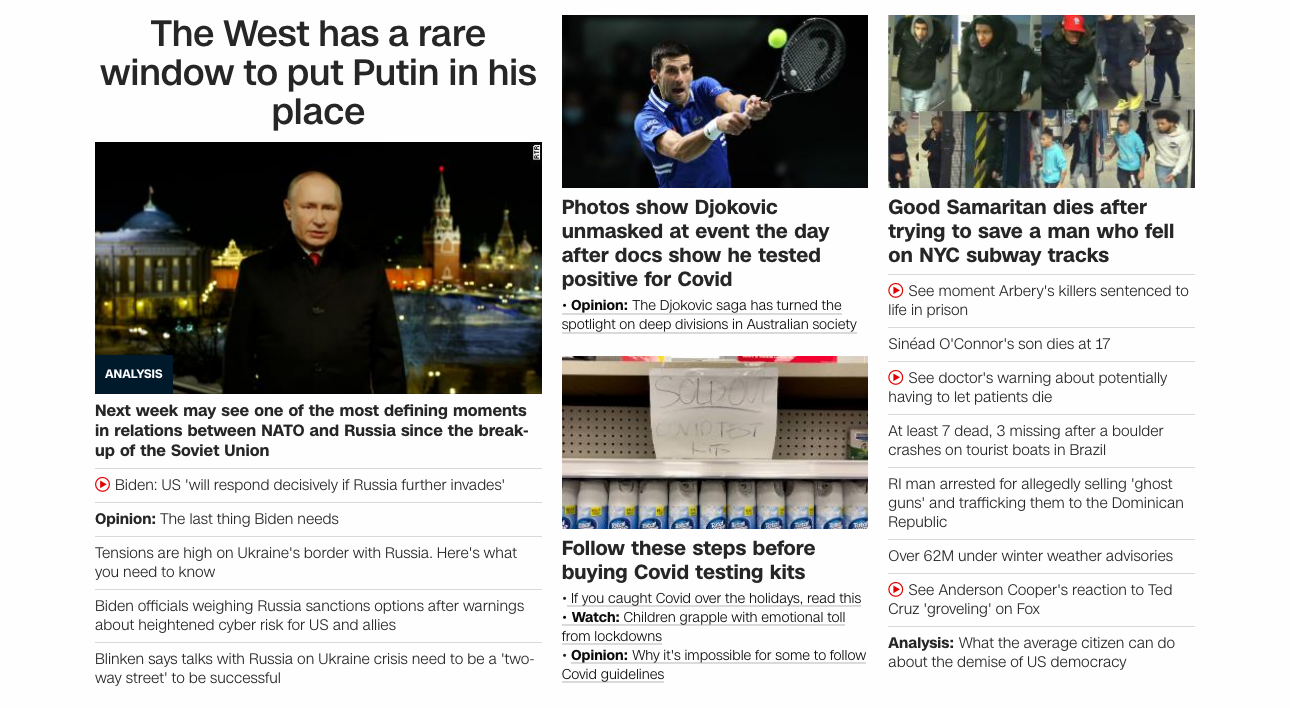 The West has a rare
window to put Putin in his
place
RTR
ANALYSIS
Next week may see one of the most defining moments
in relations between NATO and Russia since the break-
up of the Soviet Union
Biden: US 'will respond decisively if Russia further invades'
Opinion: The last thing Biden needs
Tensions are high on Ukraine's border with Russia. Here's what
you need to know
Biden officials weighing Russia sanctions options after warnings
about heightened cyber risk for US and allies
Blinken says talks with Russia on Ukraine crisis need to be a 'two-
way street' to be successful
Photos show Djokovic
unmasked at event the day
after docs show he tested
positive for Covid
• Opinion: The Djokovic saga has turned the
spotlight on deep divisions in Australian society
SOLD OUT
COVID TEST
KITS
Follow these steps before
buying Covid testing kits
• If you caught Covid over the holidays, read this
• Watch: Children grapple with emotional toll
from lockdowns
• Opinion: Why it's impossible for some to follow
Covid guidelines
Good Samaritan dies after
trying to save a man who fell
on NYC subway tracks
See moment Arbery's killers sentenced to
life in prison
Sinéad O'Connor's son dies at 17
See doctor's warning about potentially
having to let patients die
At least 7 dead, 3 missing after a boulder
crashes on tourist boats in Brazil
RI man arrested for allegedly selling 'ghost
guns' and trafficking them to the Dominican
Republic
Over 62M under winter weather advisories
See Anderson Cooper's reaction to Ted
Cruz 'groveling' on Fox
Analysis: What the average citizen can do
about the demise of US democracy